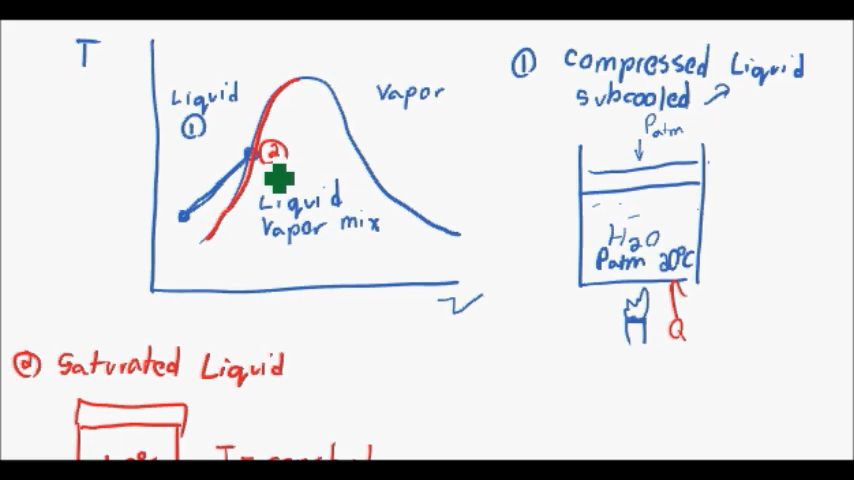 T
Liquid
①
②
Vapor
Liquid
Vapor mix
① Compressed Liquid
subcooled
Patm
H2O
Patm 20°C
Q
② Saturated Liquid